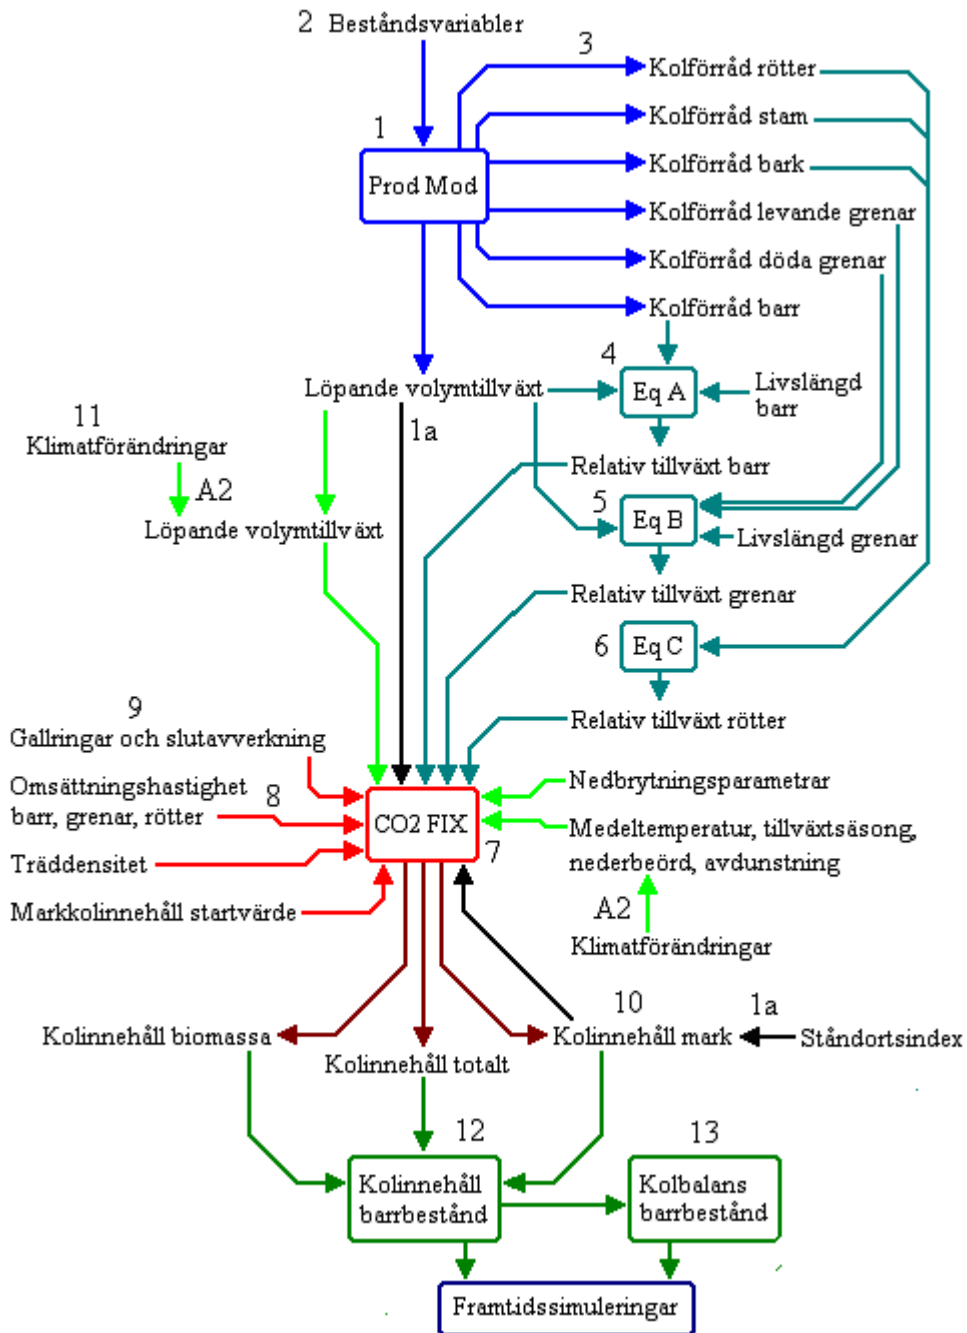 2 Beståndsvariabler
3
Kolförråd rötter
Kolförråd stam
1
Kolförråd bark
Prod Mod
Kolförråd levande grenar
Kolförråd döda grenar
Kolförråd barr
4
Löpande volymtillväxt
Eq A
Livslängd
barr
11
Klimatförändringar
1a
Relativ tillväxt barr
A2
5
Löpande volymtillväxt
Eq B
Livslängd grenar
Relativ tillväxt grenar
6
Eq C
9
Relativ tillväxt rötter
Gallringar och slutavverkning
Nedbrytningsparametrar
Omsättningshastighet
barr, grenar, rötter
8
CO2 FIX
Medeltemperatur, tillväxtsäsong,
nederbeörd, avdunstning
7
Träddensitet
Markkolinnehåll startvärde
A2
Klimatförändringar
10
1a
Kolinnehåll biomassa
Kolinnehåll mark
Ståndortsindex
Kolinnehåll totalt
12
13
Kolinnehåll
barrbestånd
Kolbalans
barrbestånd
Framtidssimuleringar